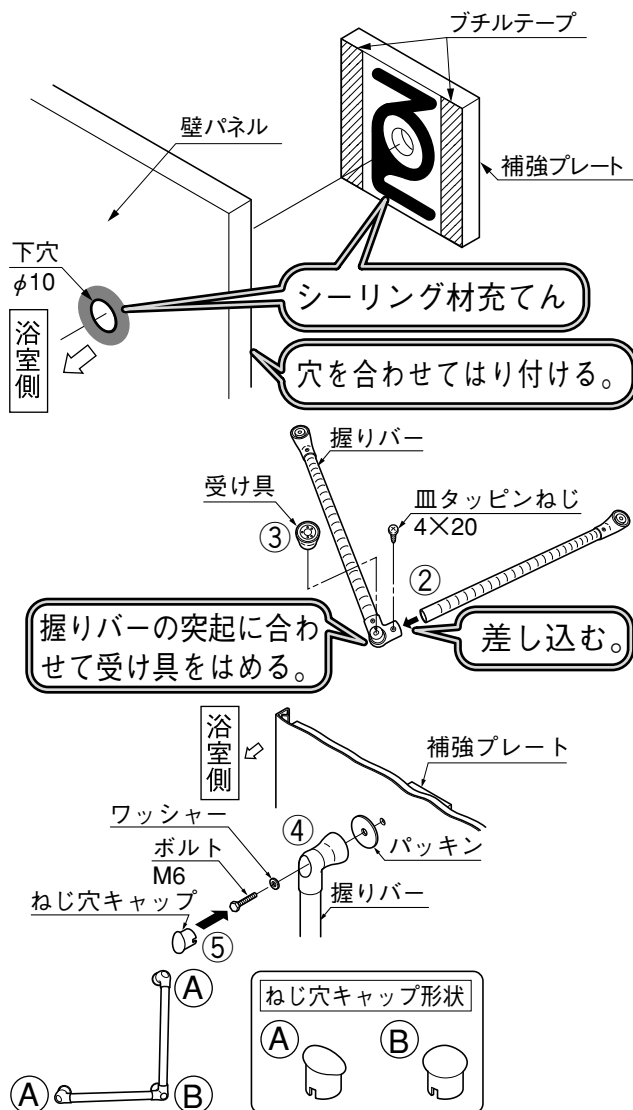 ブチルテープ
壁パネル
補強プレート
下穴
φ10
シーリング材充てん
浴室側
穴を合わせてはり付ける。
握りバー
受け具
皿タッピンねじ
4×20
③
②
握りバーの突起に合わ
せて受け具をはめる。
差し込む。
浴室側
補強プレート
ワッシャー
④
ボルト
M6
パッキン
ねじ穴キャップ
握りバー
⑤
Ⓐ
Ⓐ
Ⓑ
ねじ穴キャップ形状
Ⓐ
Ⓑ